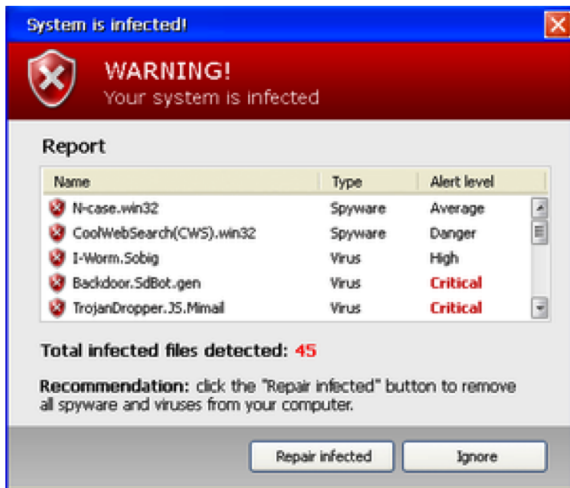 System is infected!
WARNING!
Your system is infected
Report
Name Type Alert level
N-case.win32 Spyware Average
CoolWebSearch(CWS).win32 Spyware Danger
I-Worm.Sobig Virus High
Backdoor.SdBot.gen Virus Critical
TrojanDropper.JS.Mimail Virus Critical
Total infected files detected: 45
Recommendation: click the "Repair infected" button to remove
all spyware and viruses from your computer.
Repair infected Ignore